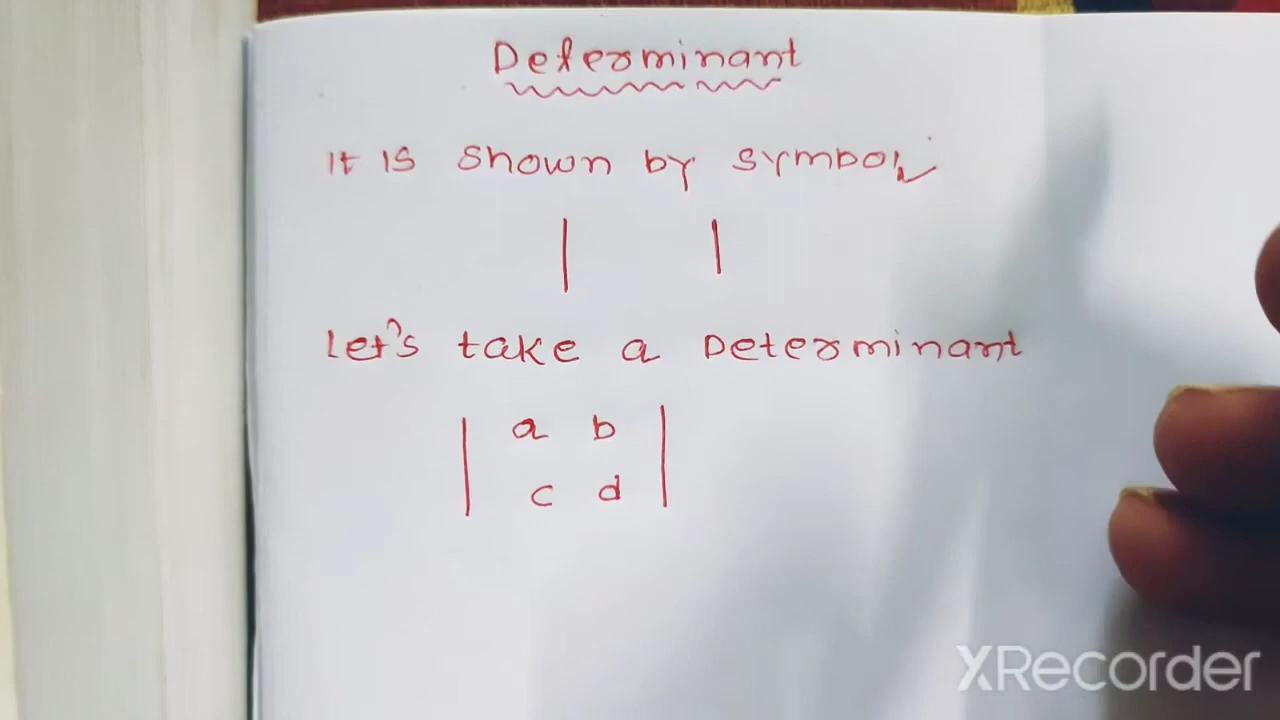 Determinant
It is shown by symbol
| |
Let's take a Determinant
| a b |
| c d |
XRecorder